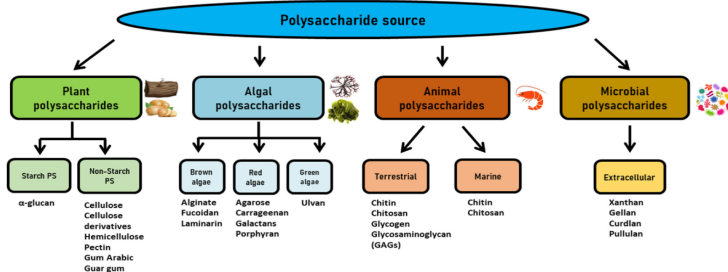 Polysaccharide source
Plant
polysaccharides
Algal
polysaccharides
Animal
polysaccharides
Microbial
polysaccharides
Starch PS
Non-Starch
PS
Brown
algae
Red
algae
Green
algae
Terrestrial
Marine
Extracellular
α-glucan
Cellulose
Cellulose
derivatives
Hemicellulose
Pectin
Gum Arabic
Guar gum
Alginate
Fucoidan
Laminarin
Agarose
Carrageenan
Galactans
Porphyran
Ulvan
Chitin
Chitosan
Glycogen
Glycosaminoglycan
(GAGs)
Chitin
Chitosan
Xanthan
Gellan
Curdlan
Pullulan